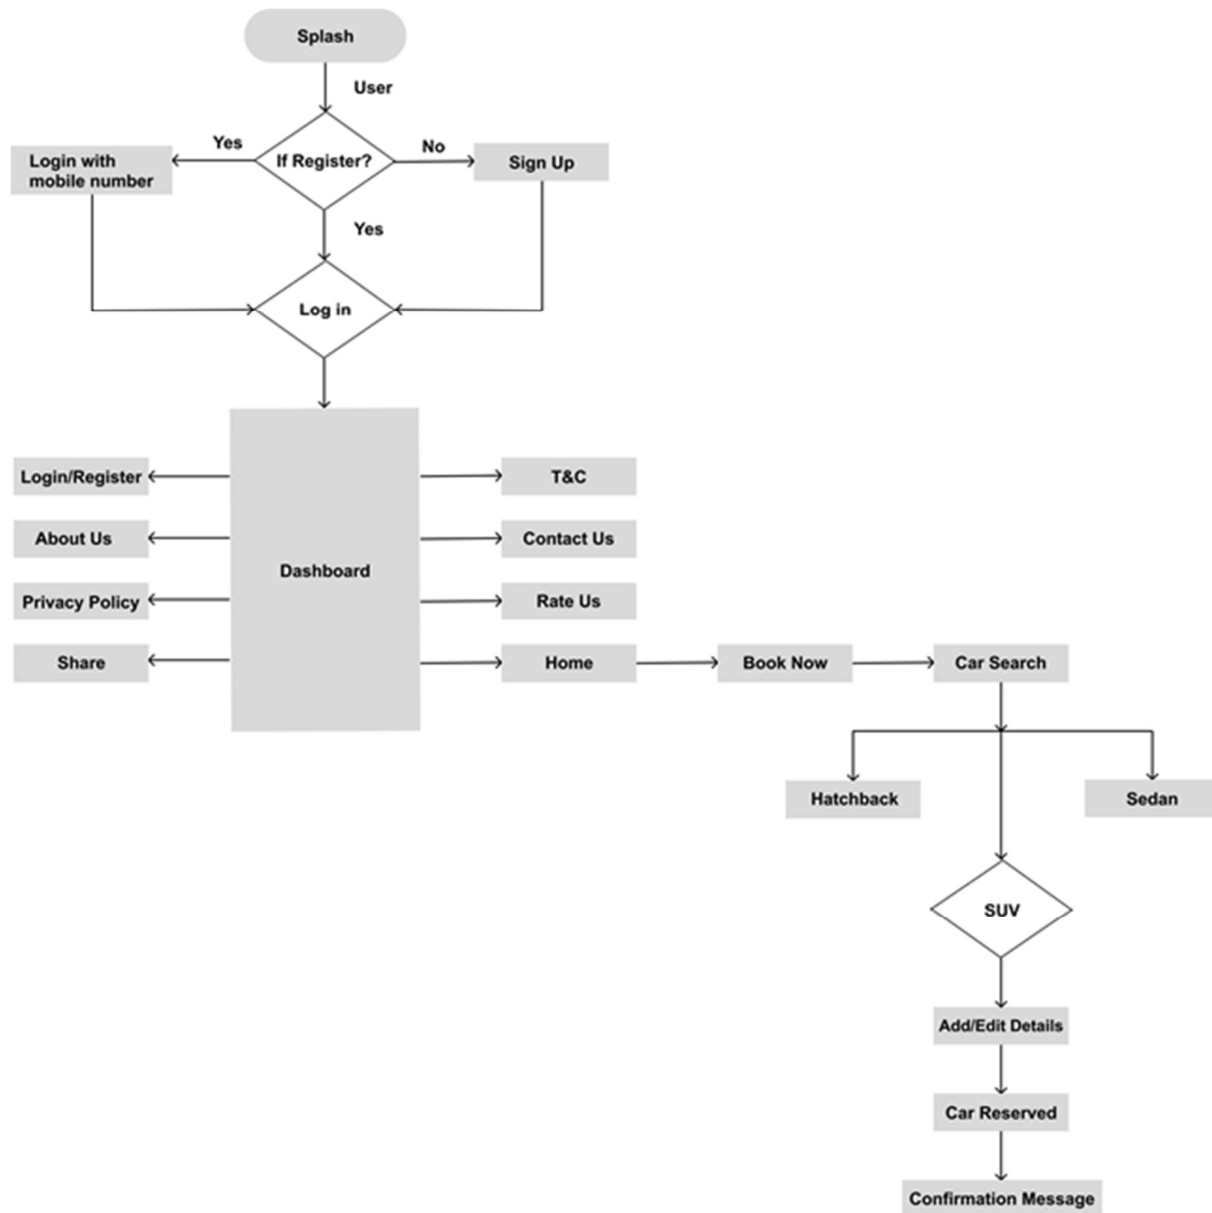 Splash
User
Yes
If Register?
No
Login with
mobile number
Sign Up
Yes
Log in
Login/Register
T&C
About Us
Contact Us
Dashboard
Privacy Policy
Rate Us
Share
Home
Book Now
Car Search
Hatchback
Sedan
SUV
Add/Edit Details
Car Reserved
Confirmation Message